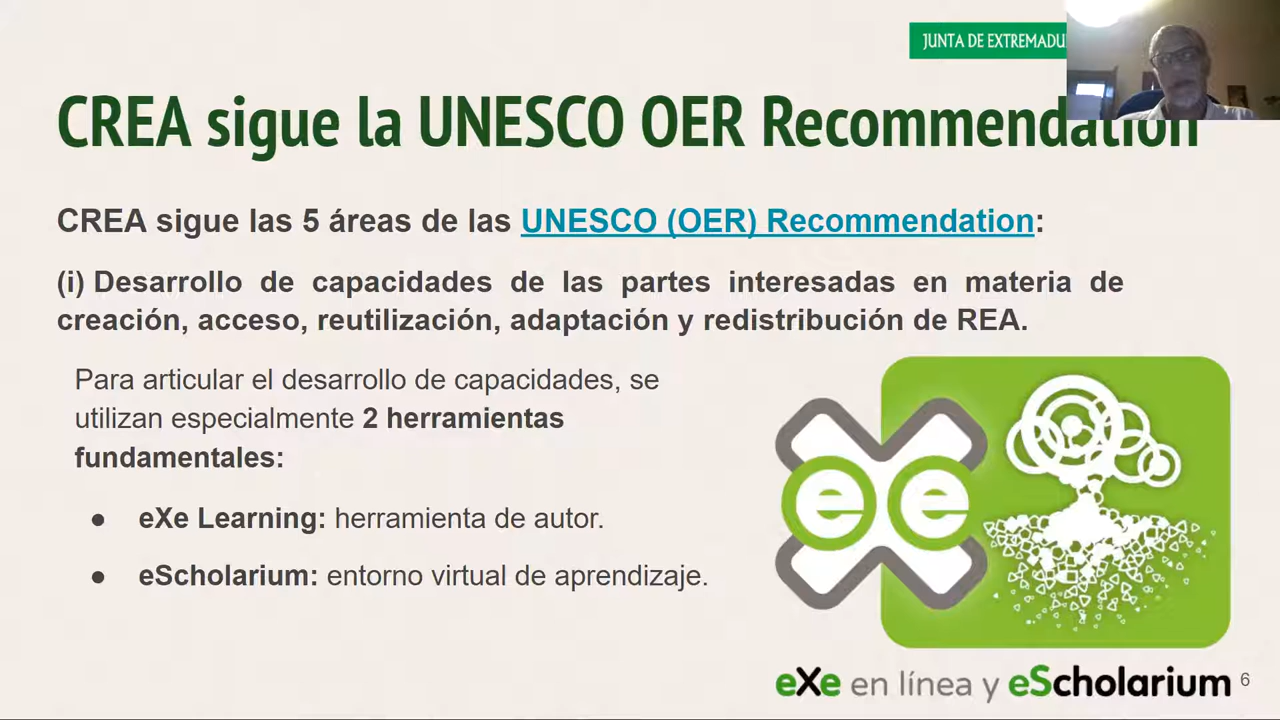 JUNTA DE EXTREMADU
CREA sigue la UNESCO OER Recommendation
CREA sigue las 5 áreas de las UNESCO (OER) Recommendation:
(i) Desarrollo de capacidades de las partes interesadas en materia de
creación, acceso, reutilización, adaptación y redistribución de REA.
Para articular el desarrollo de capacidades, se
utilizan especialmente 2 herramientas
fundamentales:
● eXe Learning: herramienta de autor.
● eScholarium: entorno virtual de aprendizaje.
e e
eXe en línea y eScholarium
6